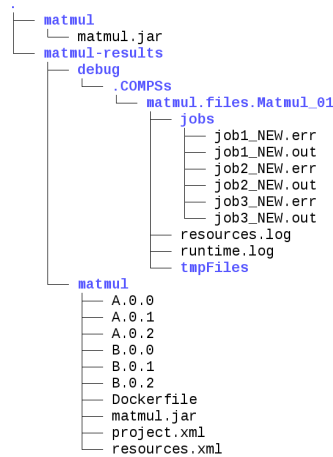 .
matmul
matmul.jar
matmul-results
debug
.COMPSs
matmul.files.Matmul_01
jobs
job1_NEW.err
job1_NEW.out
job2_NEW.err
job2_NEW.out
job3_NEW.err
job3_NEW.out
resources.log
runtime.log
tmpFiles
matmul
A.0.0
A.0.1
A.0.2
B.0.0
B.0.1
B.0.2
Dockerfile
matmul.jar
project.xml
resources.xml